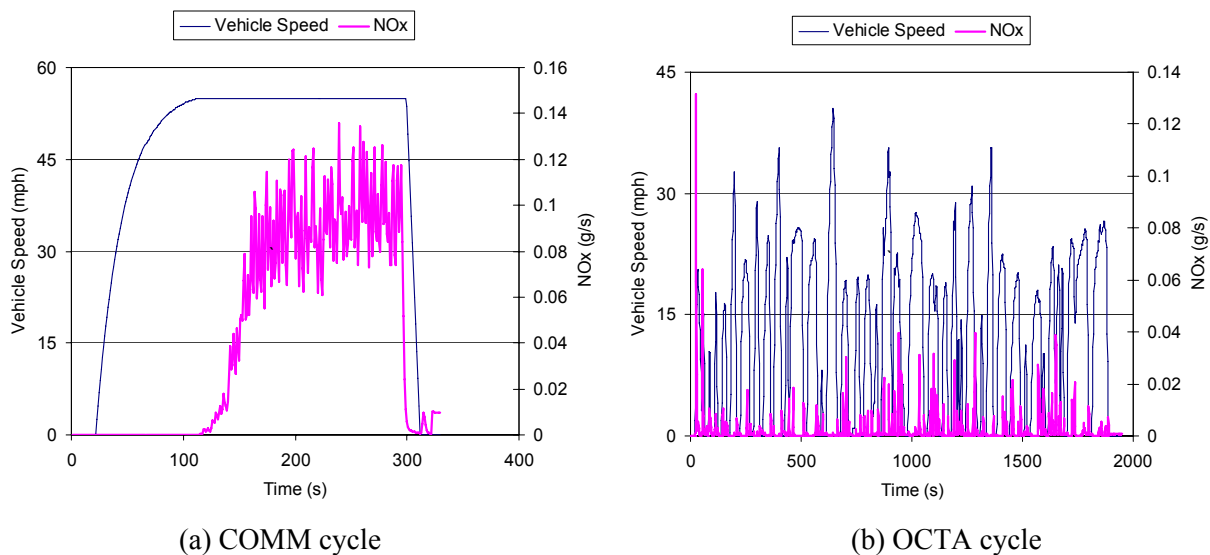 Vehicle Speed NOx
60
45
30
15
0
Vehicle Speed (mph)
0.16
0.14
0.12
0.1
0.08
0.06
0.04
0.02
0
NOx (g/s)
0 100 200 300 400
Time (s)
(a) COMM cycle
Vehicle Speed NOx
45
30
15
0
Vehicle Speed (mph)
0.14
0.12
0.1
0.08
0.06
0.04
0.02
0
NOx (g/s)
0 500 1000 1500 2000
Time (s)
(b) OCTA cycle